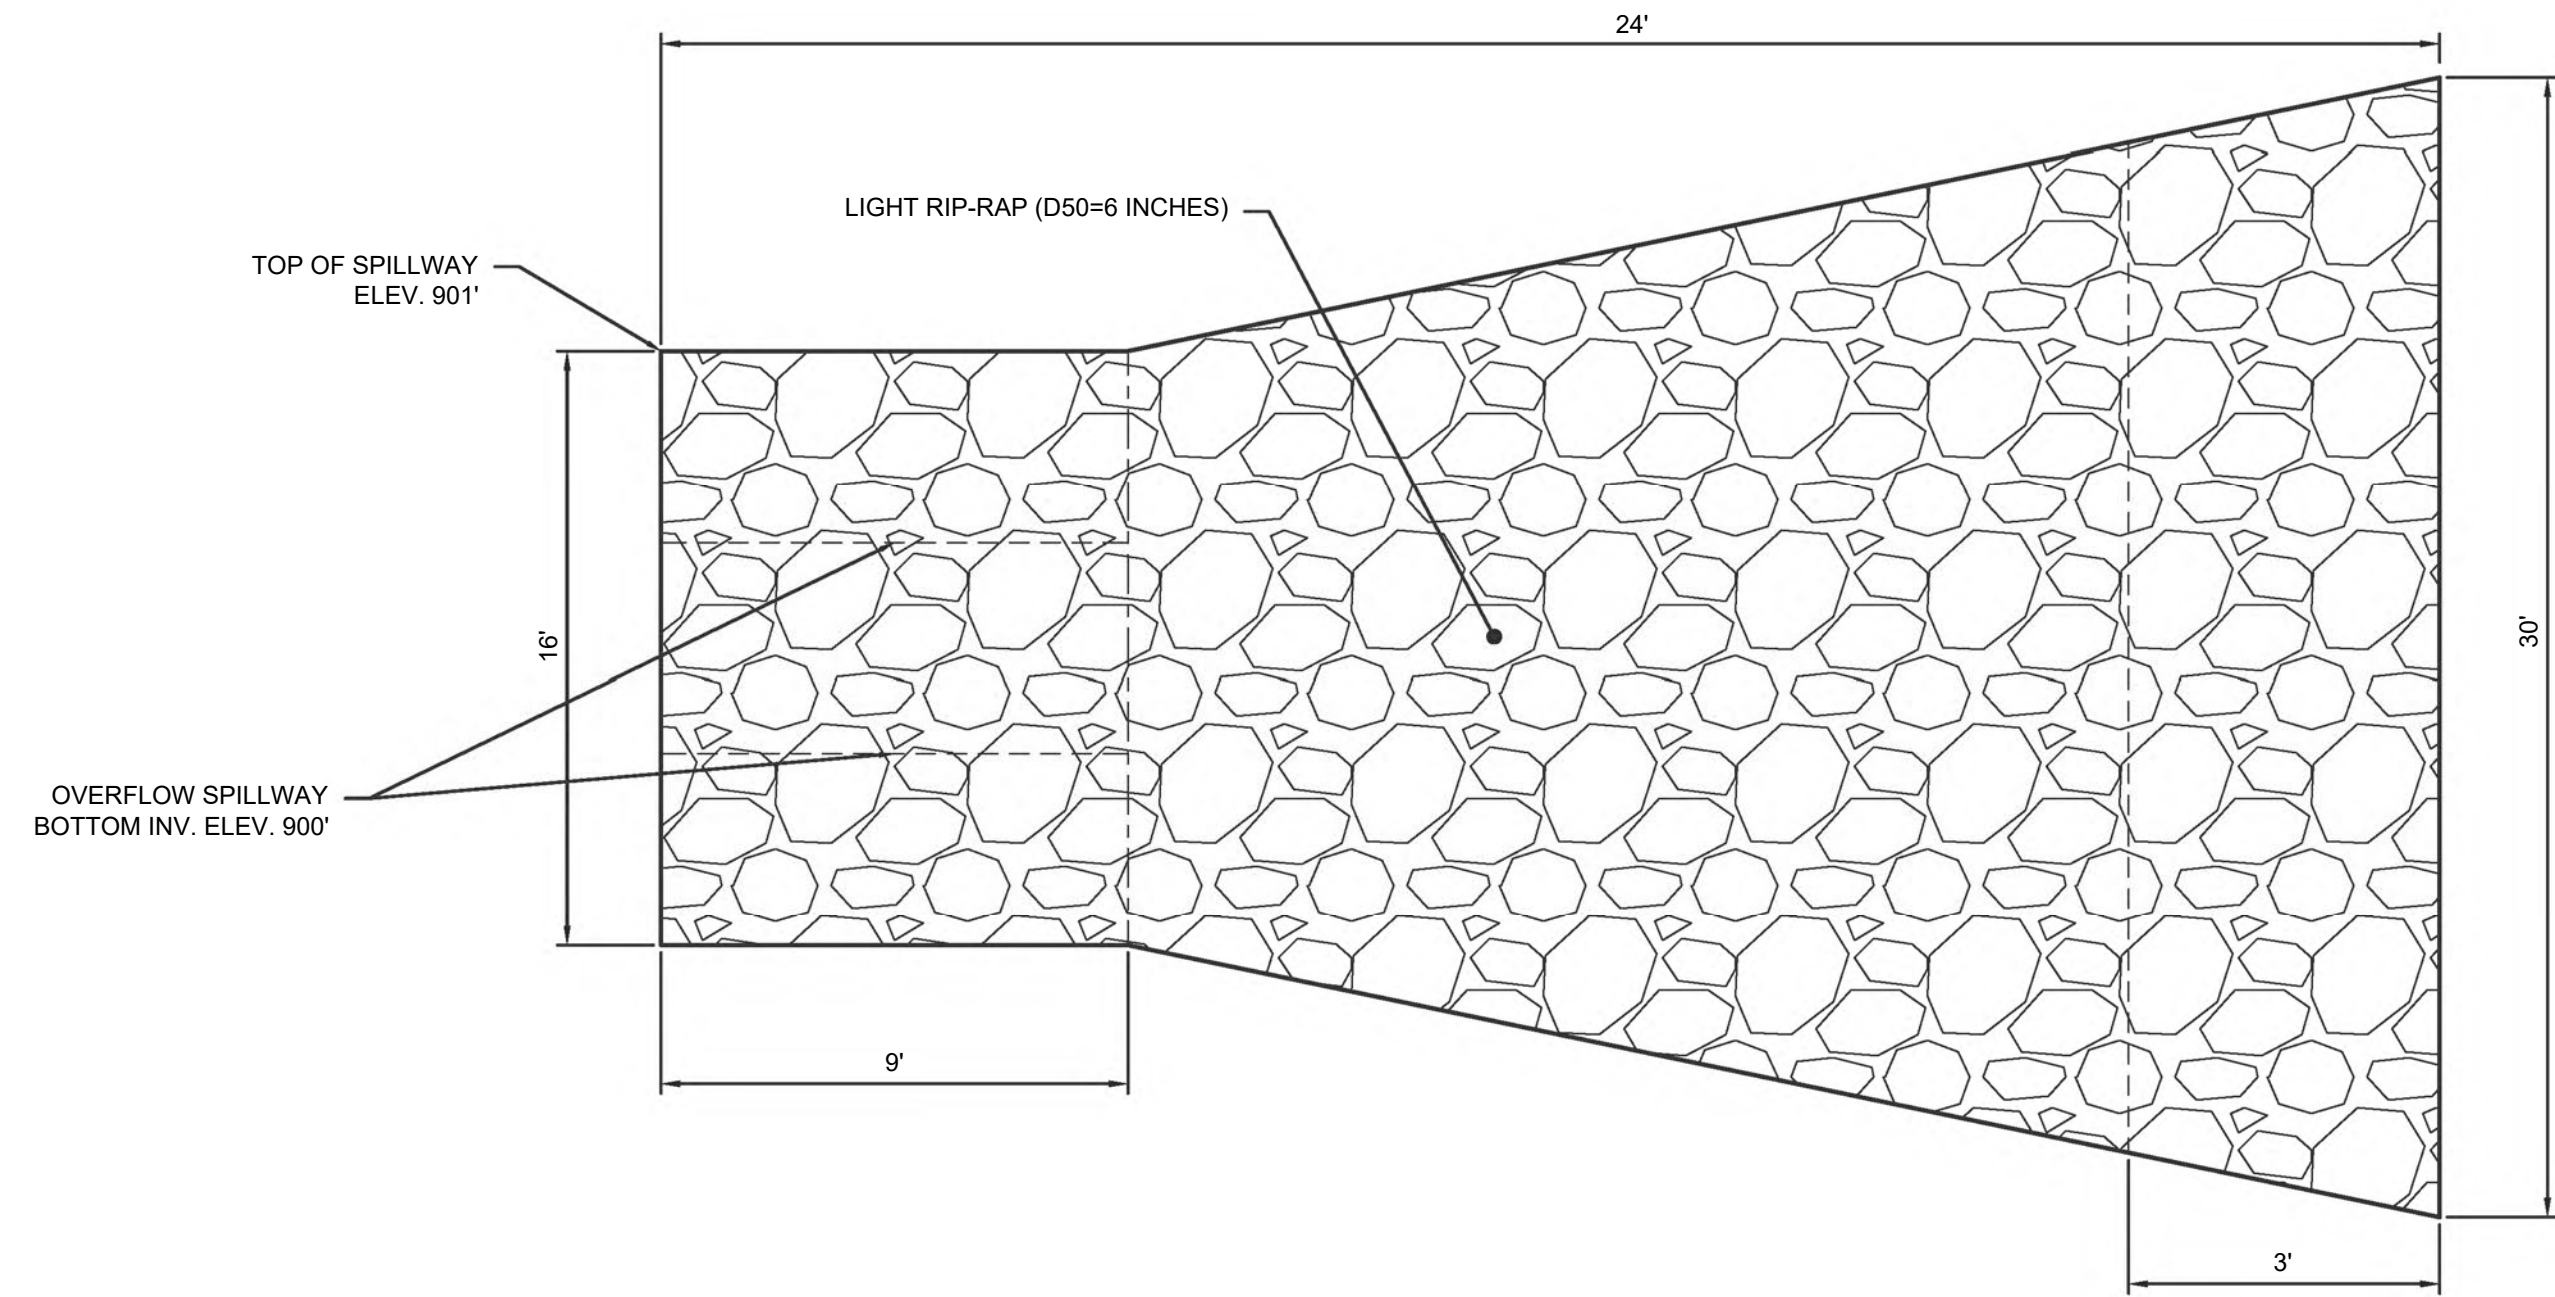 24'
LIGHT RIP-RAP (D50=6 INCHES)
TOP OF SPILLWAY
ELEV. 901'
16'
30'
OVERFLOW SPILLWAY
BOTTOM INV. ELEV. 900'
9'
3'